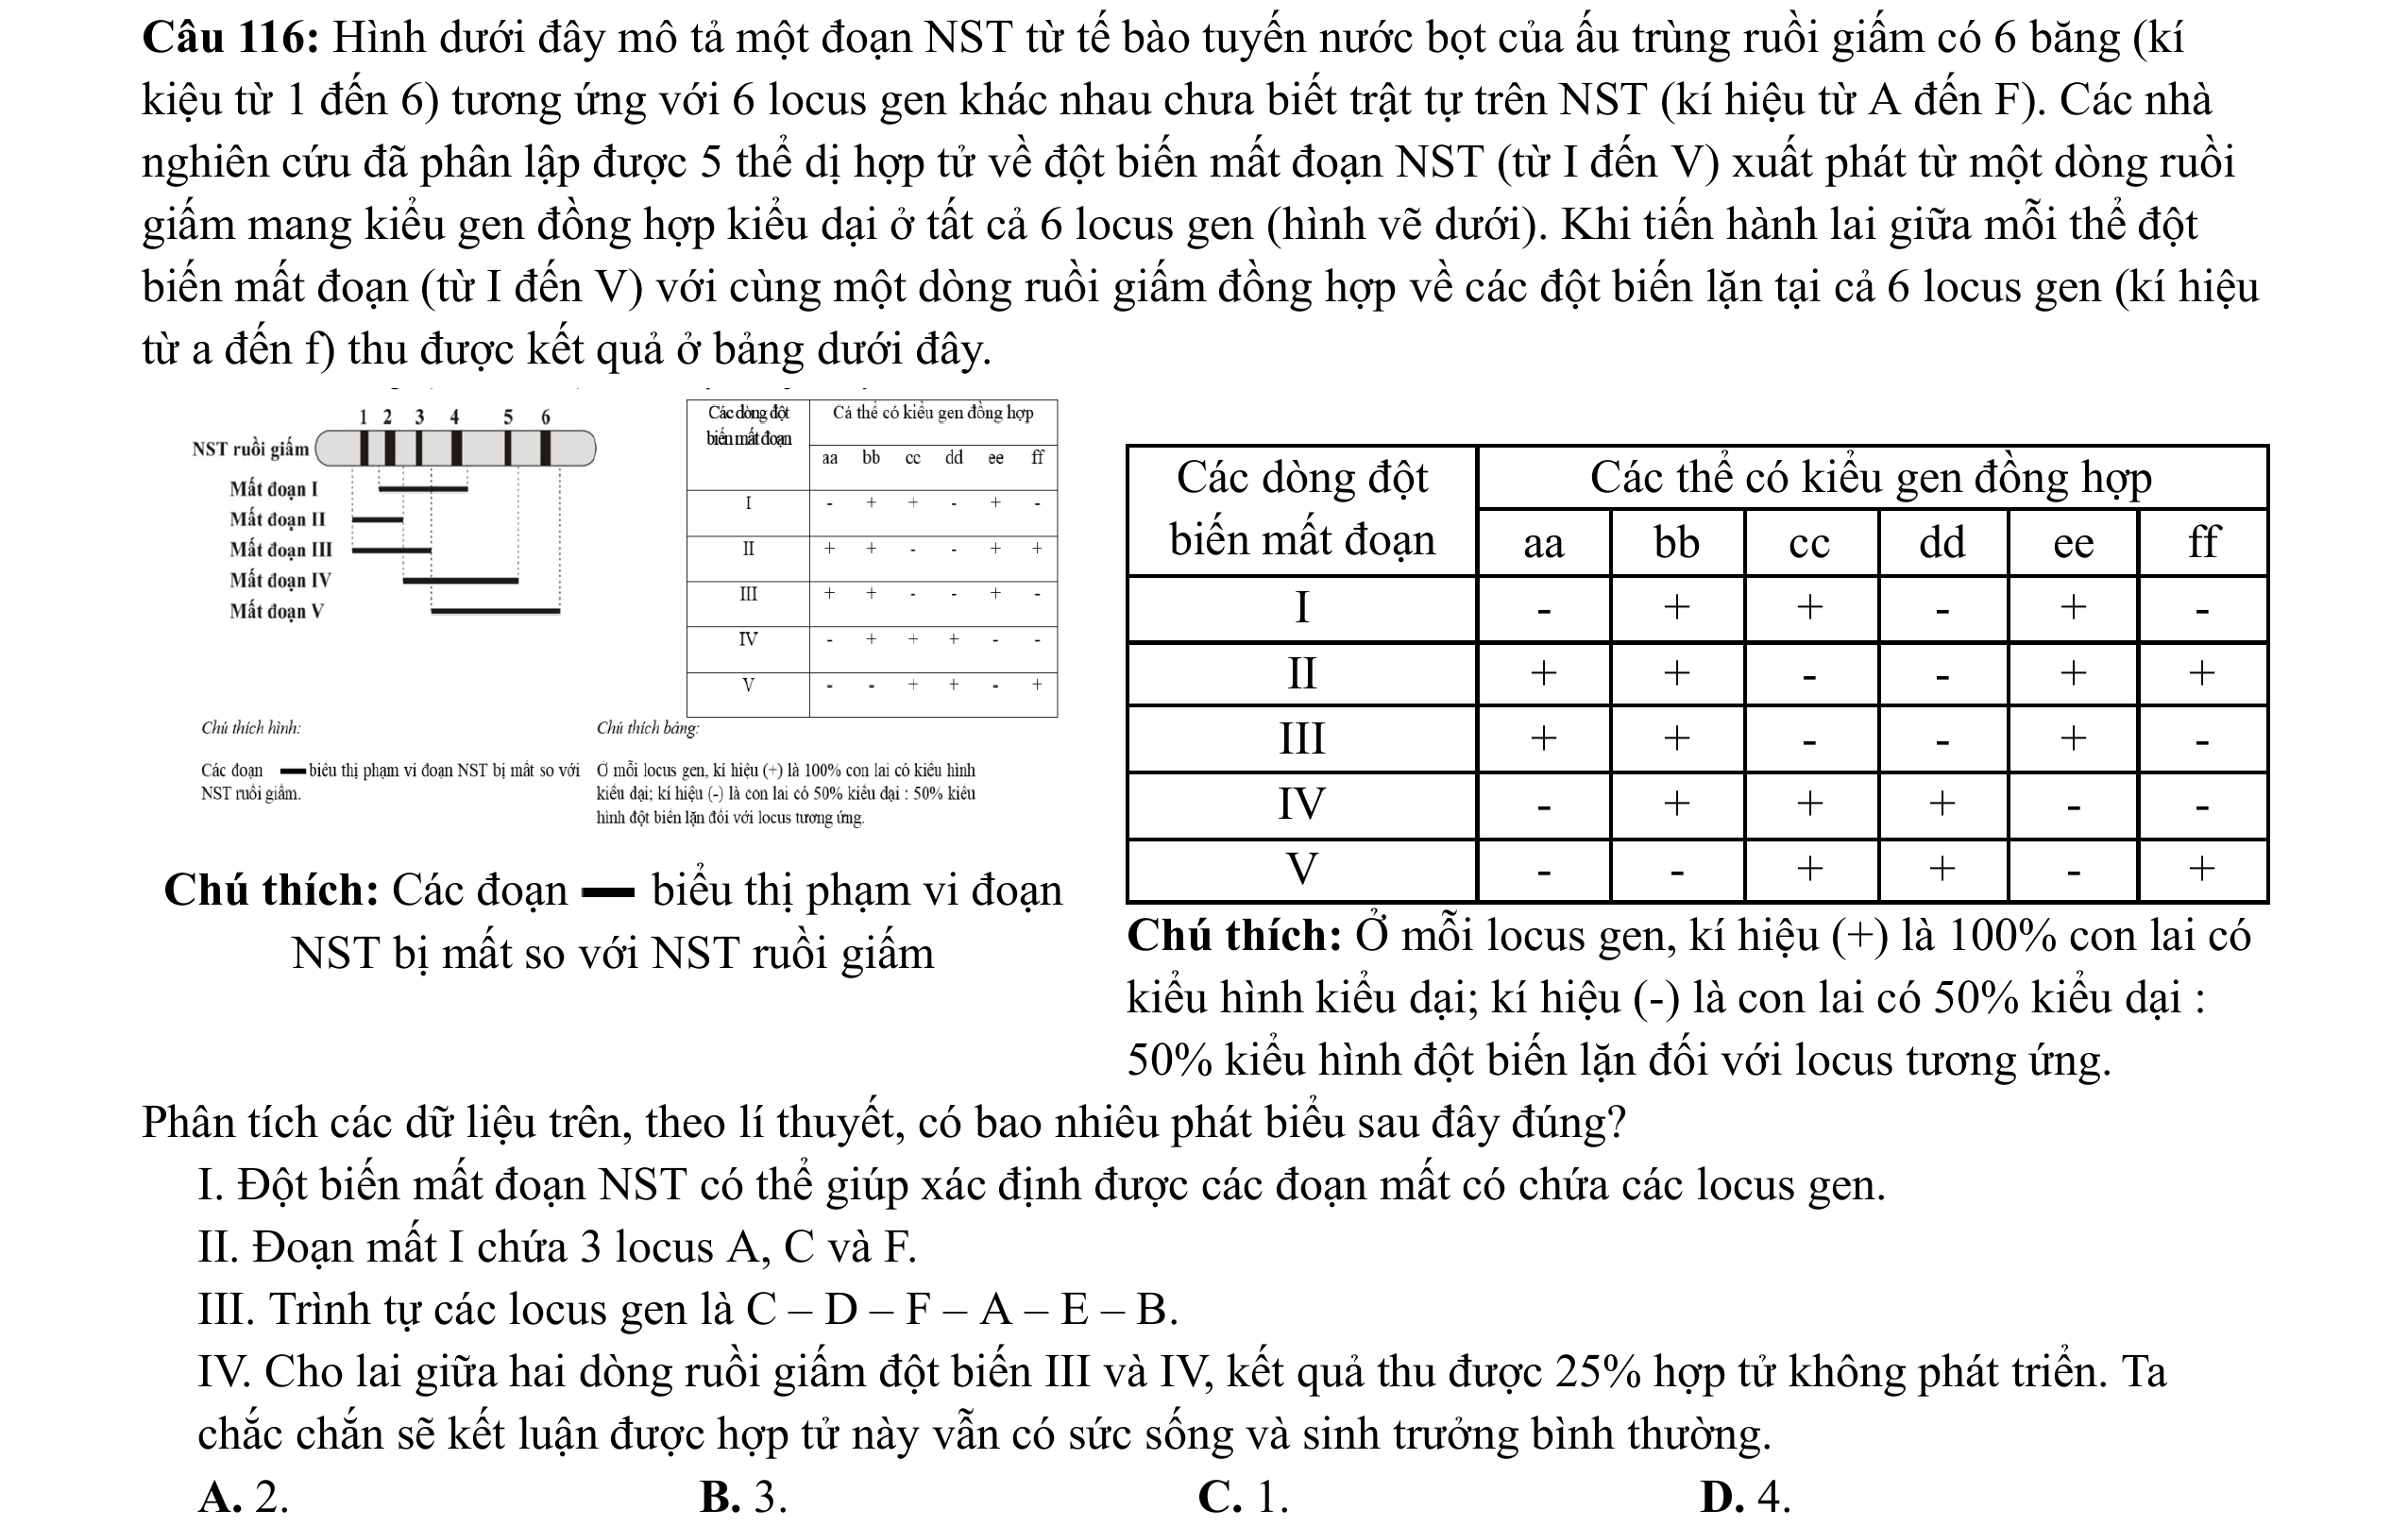 Câu 116: Hình dưới đây mô tả một đoạn NST từ tế bào tuyến nước bọt của ấu trùng ruồi giấm có 6 băng (kí
kiệu từ 1 đến 6) tương ứng với 6 locus gen khác nhau chưa biết trật tự trên NST (kí hiệu từ A đến F). Các nhà
nghiên cứu đã phân lập được 5 thể dị hợp tử về đột biến mất đoạn NST (từ I đến V) xuất phát từ một dòng ruồi
giấm mang kiểu gen đồng hợp kiểu dại ở tất cả 6 locus gen (hình vẽ dưới). Khi tiến hành lai giữa mỗi thể đột
biến mất đoạn (từ I đến V) với cùng một dòng ruồi giấm đồng hợp về các đột biến lặn tại cả 6 locus gen (kí hiệu
từ a đến f) thu được kết quả ở bảng dưới đây.
1 2 3 4 5 6
NST ruồi giấm
Mất đoạn I
Mất đoạn II
Mất đoạn III
Mất đoạn IV
Mất đoạn V
Các dòng đột biến mất đoạn
Cá thể có kiểu gen đồng hợp
aa bb cc dd ee ff
I - + + - + -
II + + - - + +
III + + - - + -
IV - + + + - -
V - - + + - +
Chú thích hình:
Các đoạn biểu thị phạm vi đoạn NST bị mất so với
NST ruồi giấm.
Chú thích bảng:
Ở mỗi locus gen, kí hiệu (+) là 100% con lai có kiểu hình
kiểu dại; kí hiệu (-) là con lai có 50% kiểu dại : 50% kiểu
hình đột biến lặn đối với locus tương ứng.
Các dòng đột
biến mất đoạn
Các thể có kiểu gen đồng hợp
aa bb cc dd ee ff
I - + + - + -
II + + - - + +
III + + - - + -
IV - + + + - -
V - - + + - +
Chú thích: Các đoạn biểu thị phạm vi đoạn
NST bị mất so với NST ruồi giấm
Chú thích: Ở mỗi locus gen, kí hiệu (+) là 100% con lai có
kiểu hình kiểu dại; kí hiệu (-) là con lai có 50% kiểu dại :
50% kiểu hình đột biến lặn đối với locus tương ứng.
Phân tích các dữ liệu trên, theo lí thuyết, có bao nhiêu phát biểu sau đây đúng?
I. Đột biến mất đoạn NST có thể giúp xác định được các đoạn mất có chứa các locus gen.
II. Đoạn mất I chứa 3 locus A, C và F.
III. Trình tự các locus gen là C – D – F – A – E – B.
IV. Cho lai giữa hai dòng ruồi giấm đột biến III và IV, kết quả thu được 25% hợp tử không phát triển. Ta
chắc chắn sẽ kết luận được hợp tử này vẫn có sức sống và sinh trưởng bình thường.
A. 2. B. 3. C. 1. D. 4.